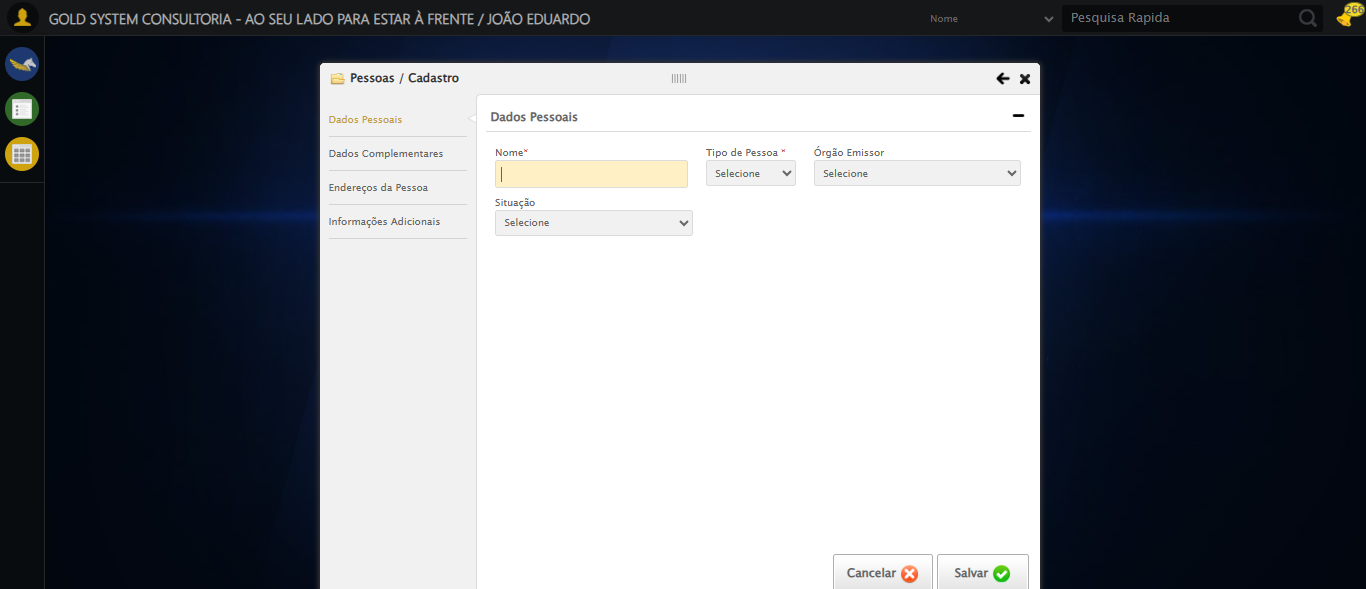 GOLD SYSTEM CONSULTORIA - AO SEU LADO PARA ESTAR À FRENTE / JOÃO EDUARDO
Nome
Pesquisa Rapida
266
Pessoas / Cadastro
Dados Pessoais
Dados Complementares
Endereços da Pessoa
Informações Adicionais
Dados Pessoais
Nome*
Tipo de Pessoa *
Órgão Emissor
Selecione
Selecione
Situação
Selecione
Cancelar
Salvar